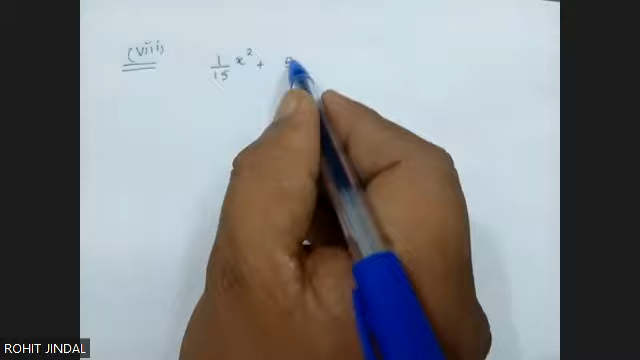 (viii) 1/15 x² +
ROHIT JINDAL